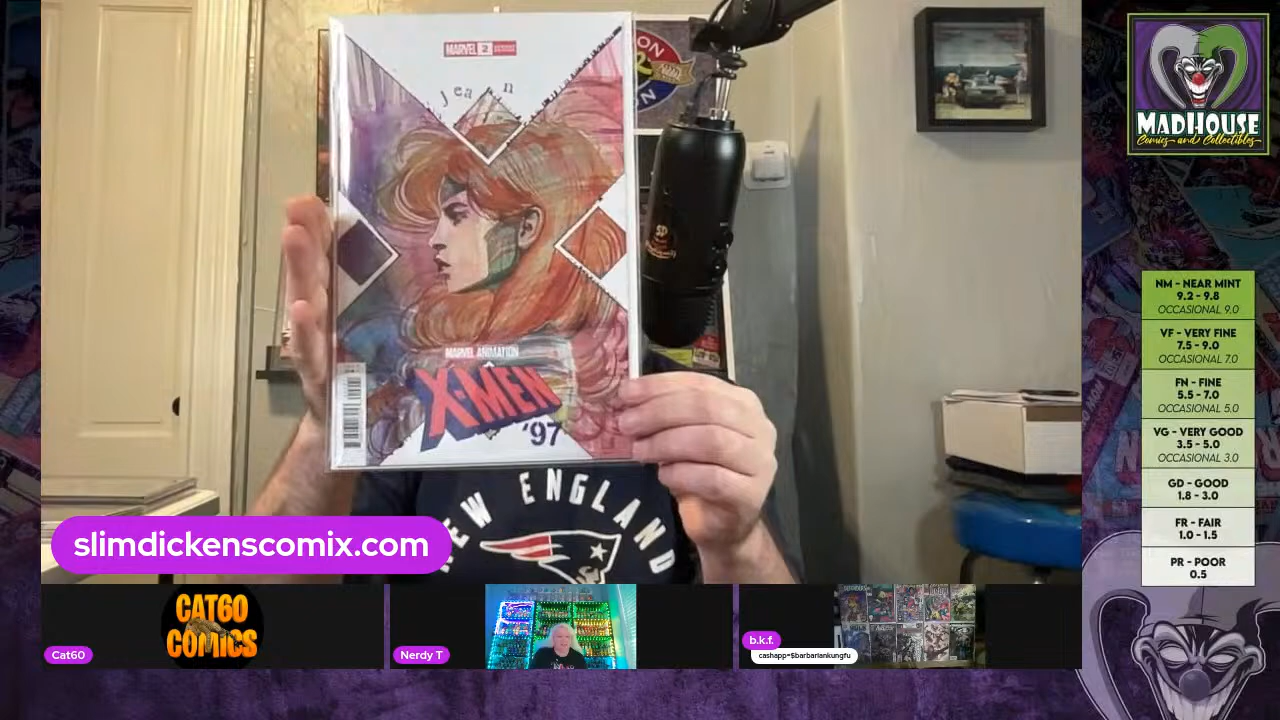 MARVEL 2
jean
MARVEL ANIMATION
X-MEN
'97
NEW ENGLAND
slimdickenscomix.com
CAT60
COMICS
Cat60
Nerdy T
b.k.f.
cashapp=$barbariankungfu
MADHOUSE
Comics and Collectibles
NM - NEAR MINT
9.2 - 9.8
OCCASIONAL 9.0
VF - VERY FINE
7.5 - 9.0
OCCASIONAL 7.0
FN - FINE
5.5 - 7.0
OCCASIONAL 5.0
VG - VERY GOOD
3.5 - 5.0
OCCASIONAL 3.0
GD - GOOD
1.8 - 3.0
FR - FAIR
1.0 - 1.5
PR - POOR
0.5